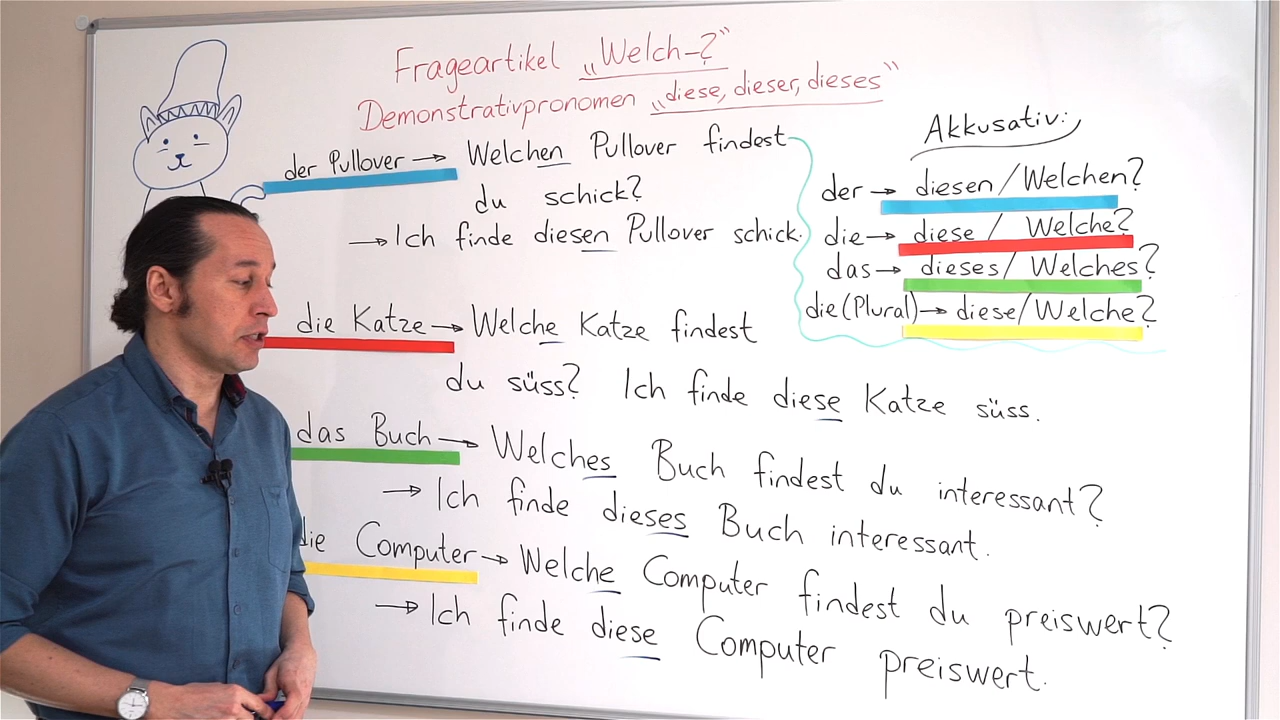 Frageartikel „Welch-?“
Demonstrativpronomen „diese, dieser, dieses“
der Pullover → Welchen Pullover findest
du schick?
→ Ich finde diesen Pullover schick.
die Katze → Welche Katze findest
du süss? Ich finde diese Katze süss.
das Buch → Welches Buch findest du interessant?
→ Ich finde dieses Buch interessant.
die Computer → Welche Computer findest du preiswert?
→ Ich finde diese Computer preiswert.
Akkusativ:
der → diesen / Welchen?
die → diese / Welche?
das → dieses / Welches?
die (Plural) → diese / Welche?